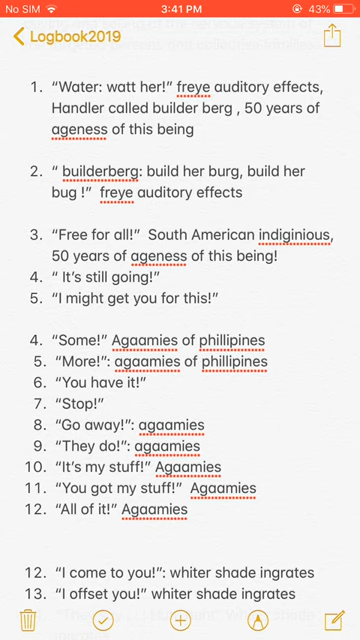 No SIM 3:41 PM 43%
Logbook2019
1. “Water: watt her!” freye auditory effects,
Handler called builder berg , 50 years of
ageness of this being
2. “ builderberg: build her burg, build her
bug !”  freye auditory effects
3. “Free for all!”  South American indiginious,
50 years of ageness of this being!
4. “ It’s still going!”
5. “I might get you for this!”
4. “Some!” Agaamies of phillipines
5. “More!”: agaamies of phillipines
6. “You have it!”
7. “Stop!”
8. “Go away!”: agaamies
9. “They do!”: agaamies
10. “It’s my stuff!” Agaamies
11. “You got my stuff!”  Agaamies
12. “All of it!” Agaamies
12. “I come to you!”: whiter shade ingrates
13. “I offset you!” whiter shade ingrates